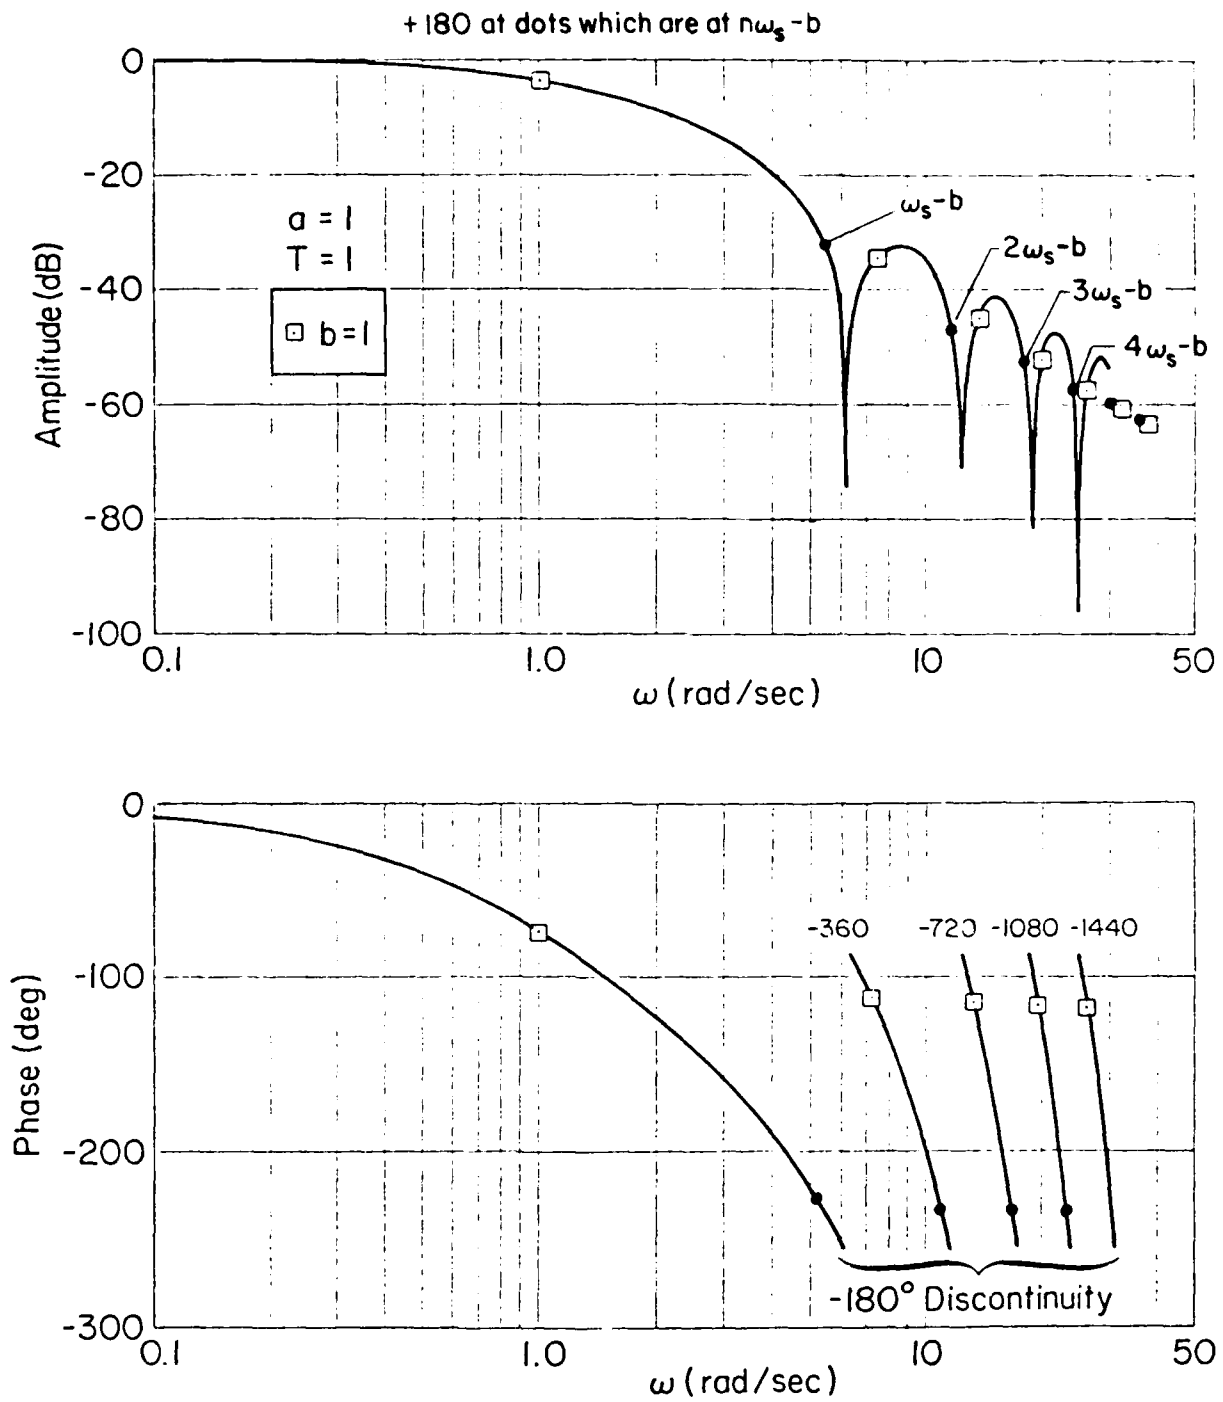 +180 at dots which are at nωₛ-b
0
-20
-40
-60
-80
-100
Amplitude (dB)
a = 1
T = 1
b=1
ωₛ-b
2ωₛ-b
3ωₛ-b
4ωₛ-b
0.1
1.0
10
50
ω (rad/sec)
0
-100
-200
-300
Phase (deg)
-360
-720
-1080
-1440
-180° Discontinuity
0.1
1.0
10
50
ω (rad/sec)